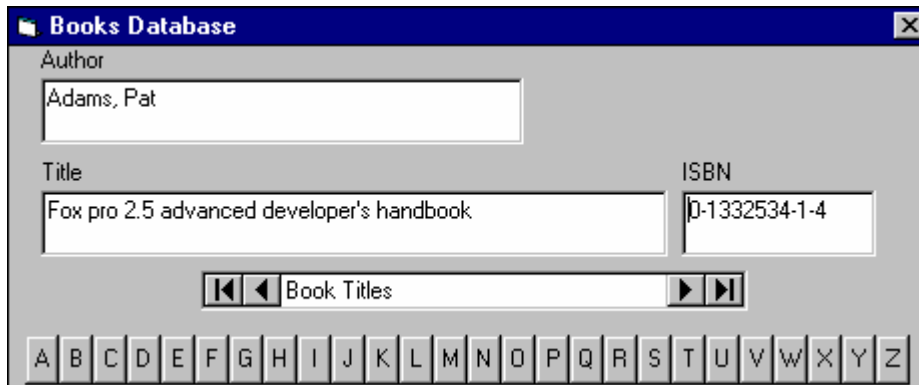 Books Database
Author
Adams, Pat
Title ISBN
Fox pro 2.5 advanced developer's handbook 0-1332534-1-4
Book Titles
A B C D E F G H I J K L M N O P Q R S T U V W X Y Z